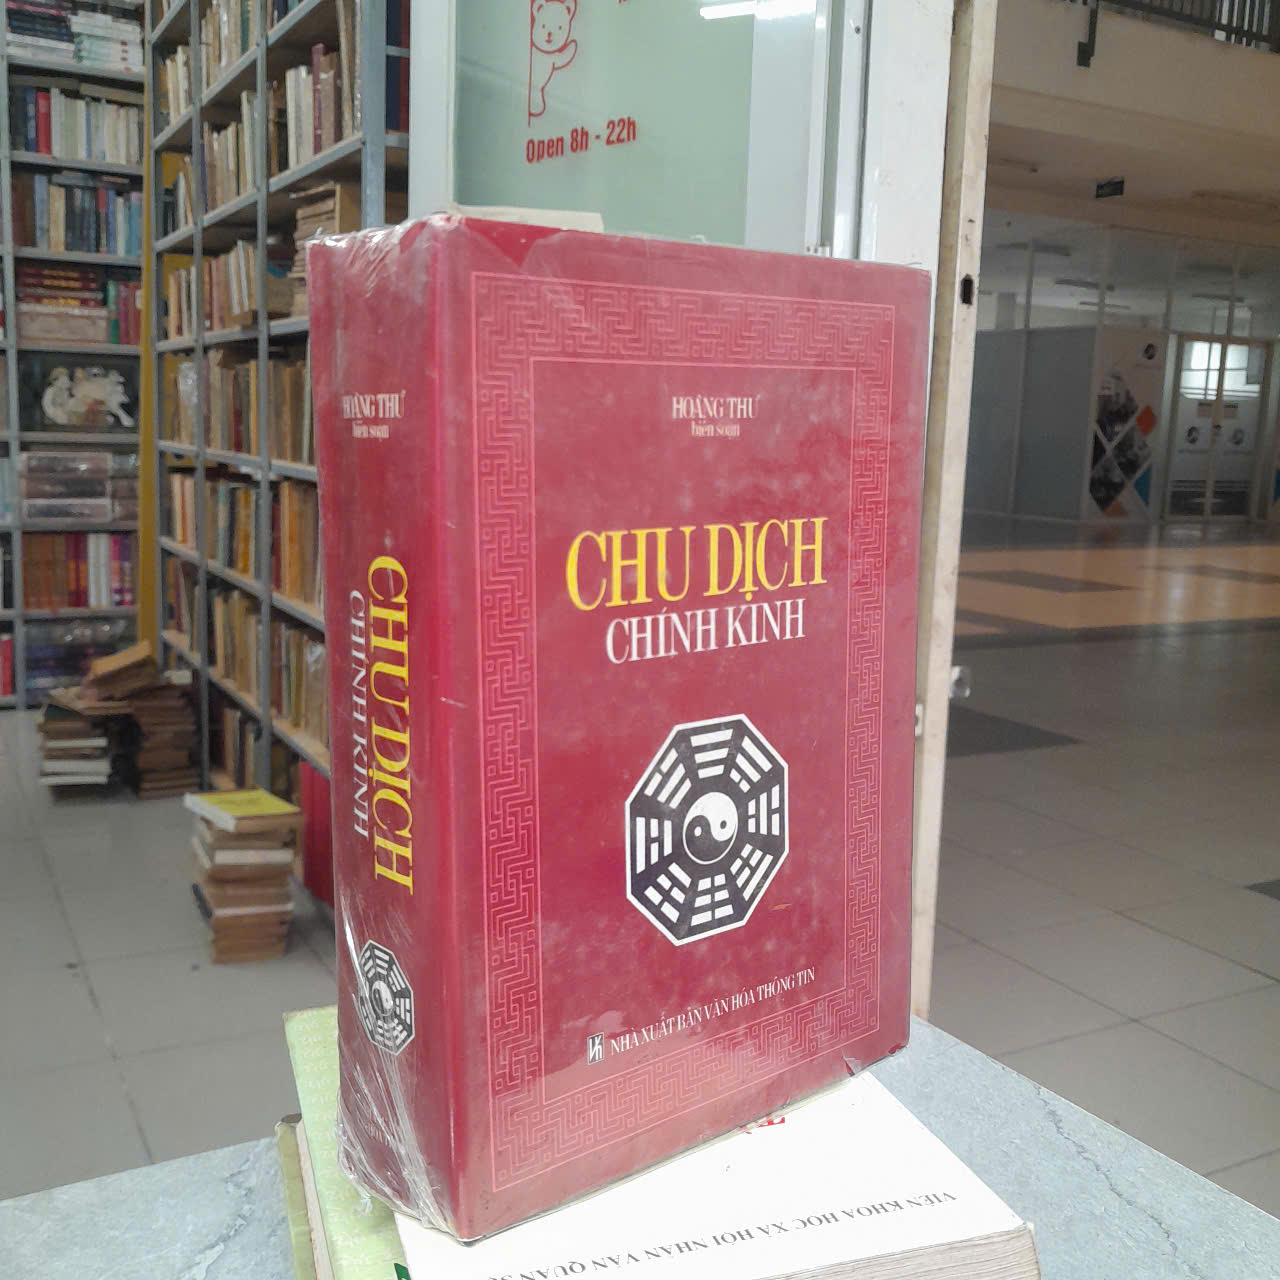 Open 8h - 22h
HOÀNG THƯ
biên soạn
CHU DỊCH
CHÍNH KINH
HOÀNG THƯ
biên soạn
CHU DỊCH
CHÍNH KINH
NHÀ XUẤT BẢN VĂN HÓA THÔNG TIN
VIỆN KHOA HỌC XÃ HỘI NHÂN VĂN QUÂN